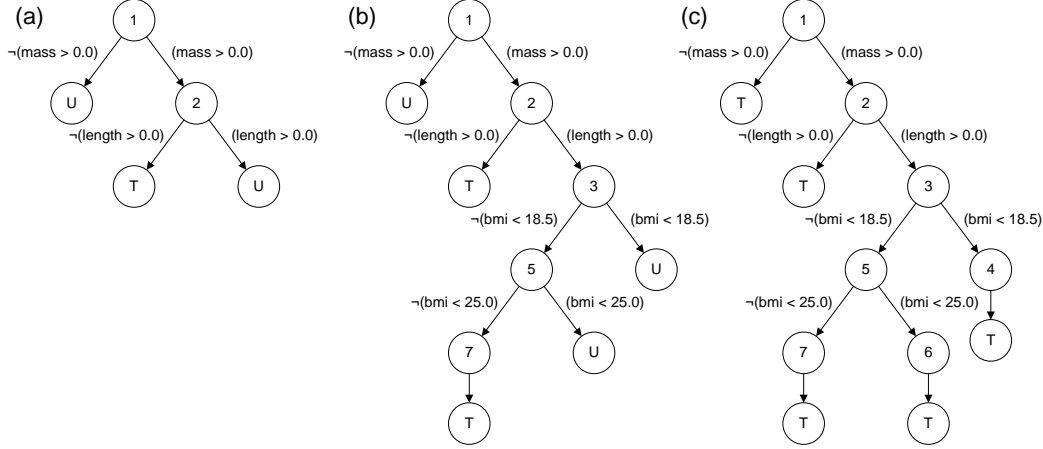 (a)
1
¬(mass > 0.0)
(mass > 0.0)
U
2
¬(length > 0.0)
(length > 0.0)
T
U
(b)
1
¬(mass > 0.0)
(mass > 0.0)
U
2
¬(length > 0.0)
(length > 0.0)
T
3
¬(bmi < 18.5)
(bmi < 18.5)
5
U
¬(bmi < 25.0)
(bmi < 25.0)
7
U
T
(c)
1
¬(mass > 0.0)
(mass > 0.0)
T
2
¬(length > 0.0)
(length > 0.0)
T
3
¬(bmi < 18.5)
(bmi < 18.5)
5
4
¬(bmi < 25.0)
(bmi < 25.0)
T
7
6
T
T